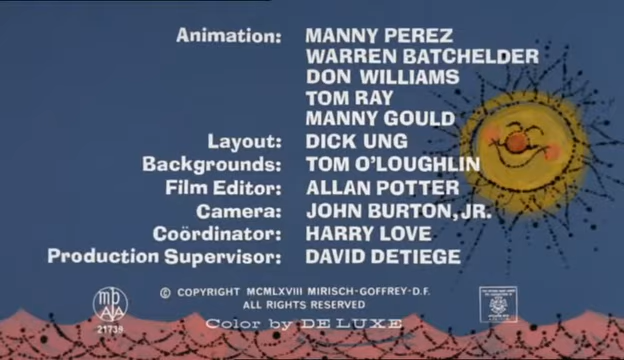 Animation: MANNY PEREZ
WARREN BATCHELDER
DON WILLIAMS
TOM RAY
MANNY GOULD
Layout: DICK UNG
Backgrounds: TOM O'LOUGHLIN
Film Editor: ALLAN POTTER
Camera: JOHN BURTON, JR.
Coördinator: HARRY LOVE
Production Supervisor: DAVID DETIEGE
© COPYRIGHT MCMLXVIII MIRISCH-GOFFREY-D.F.
ALL RIGHTS RESERVED
21738
Color by DE LUXE